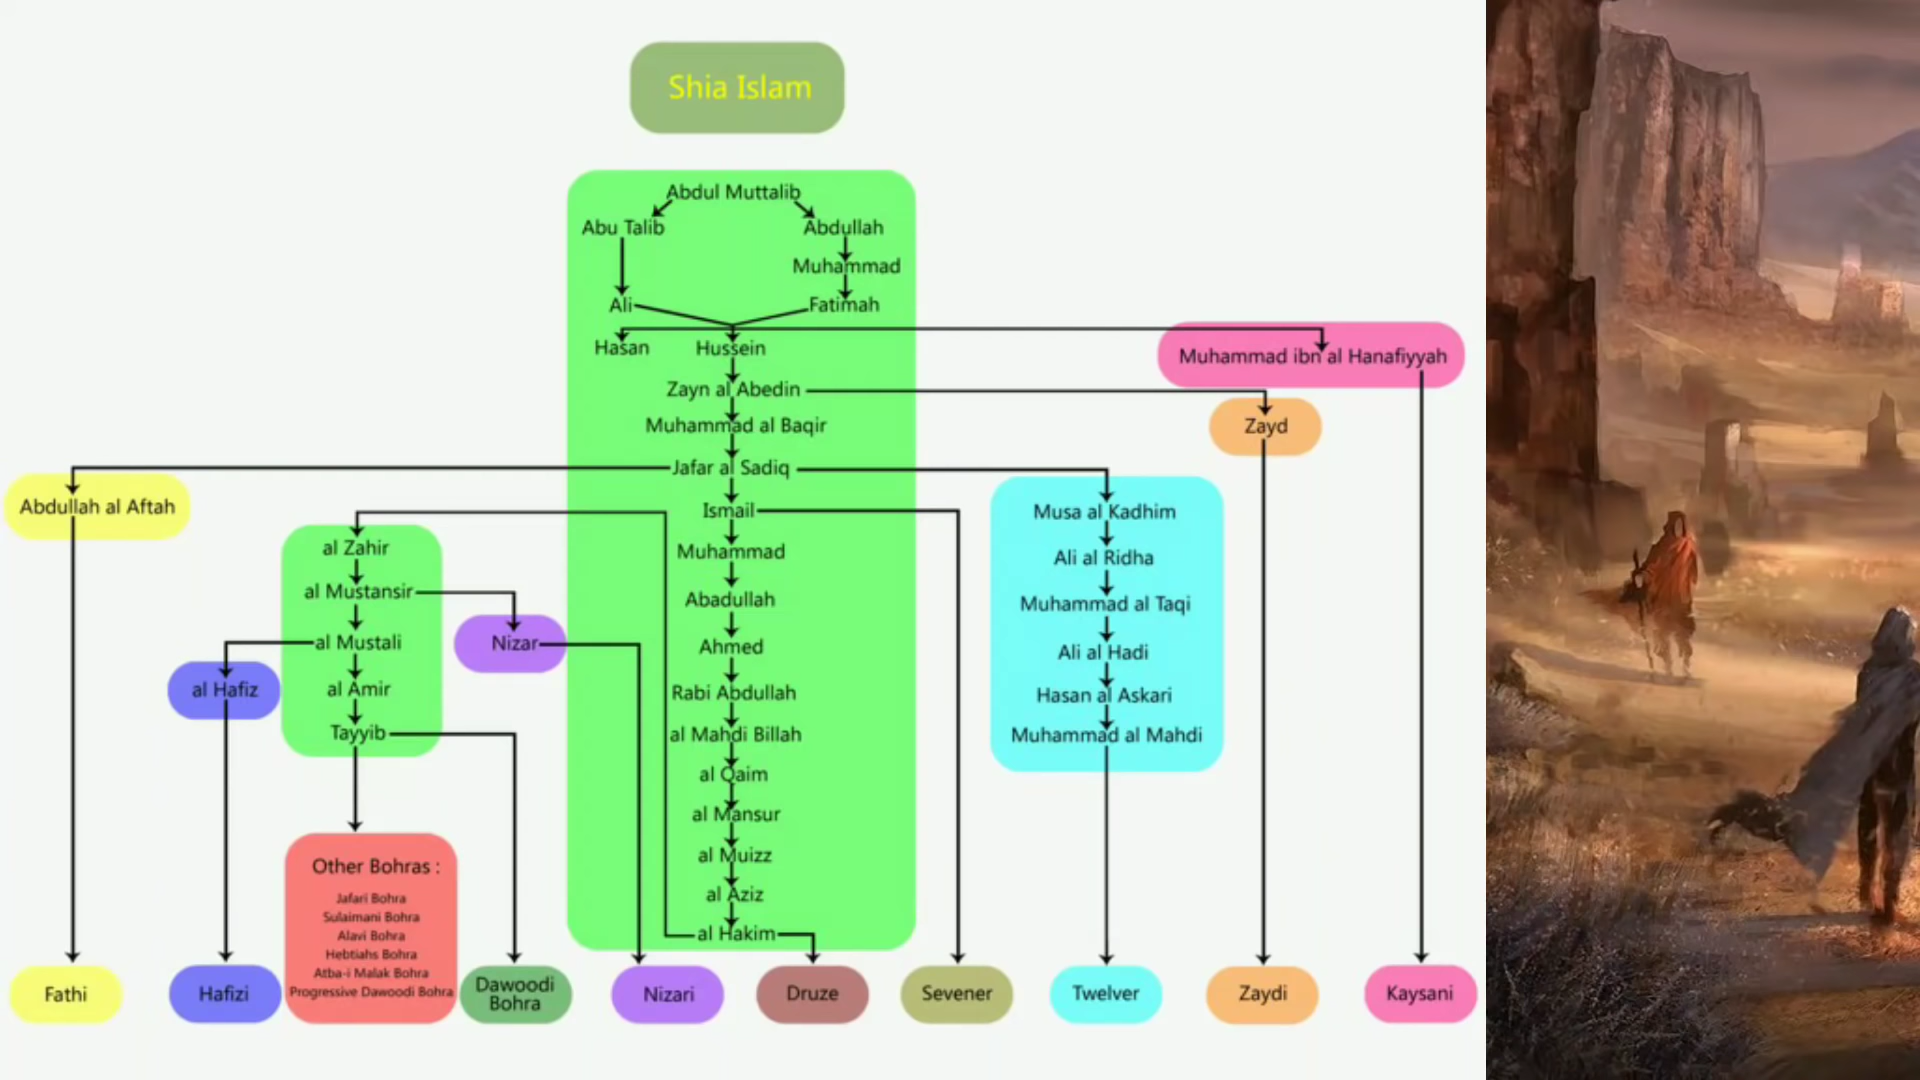 Shia Islam
Abdul Muttalib
Abu Talib
Abdullah
Muhammad
Ali
Fatimah
Hasan
Hussein
Muhammad ibn al Hanafiyyah
Zayn al Abedin
Muhammad al Baqir
Zayd
Jafar al Sadiq
Abdullah al Aftah
Ismail
Musa al Kadhim
al Zahir
Muhammad
Ali al Ridha
al Mustansir
Abadullah
Muhammad al Taqi
al Mustali
Nizar
Ahmed
Ali al Hadi
al Hafiz
al Amir
Rabi Abdullah
Hasan al Askari
Tayyib
al Mahdi Billah
Muhammad al Mahdi
al Qaim
al Mansur
al Muizz
al Aziz
al Hakim
Other Bohras :
Jafari Bohra
Sulaimani Bohra
Alavi Bohra
Hebtiahs Bohra
Atba-i Malak Bohra
Progressive Dawoodi Bohra
Fathi
Hafizi
Dawoodi
Bohra
Nizari
Druze
Sevener
Twelver
Zaydi
Kaysani